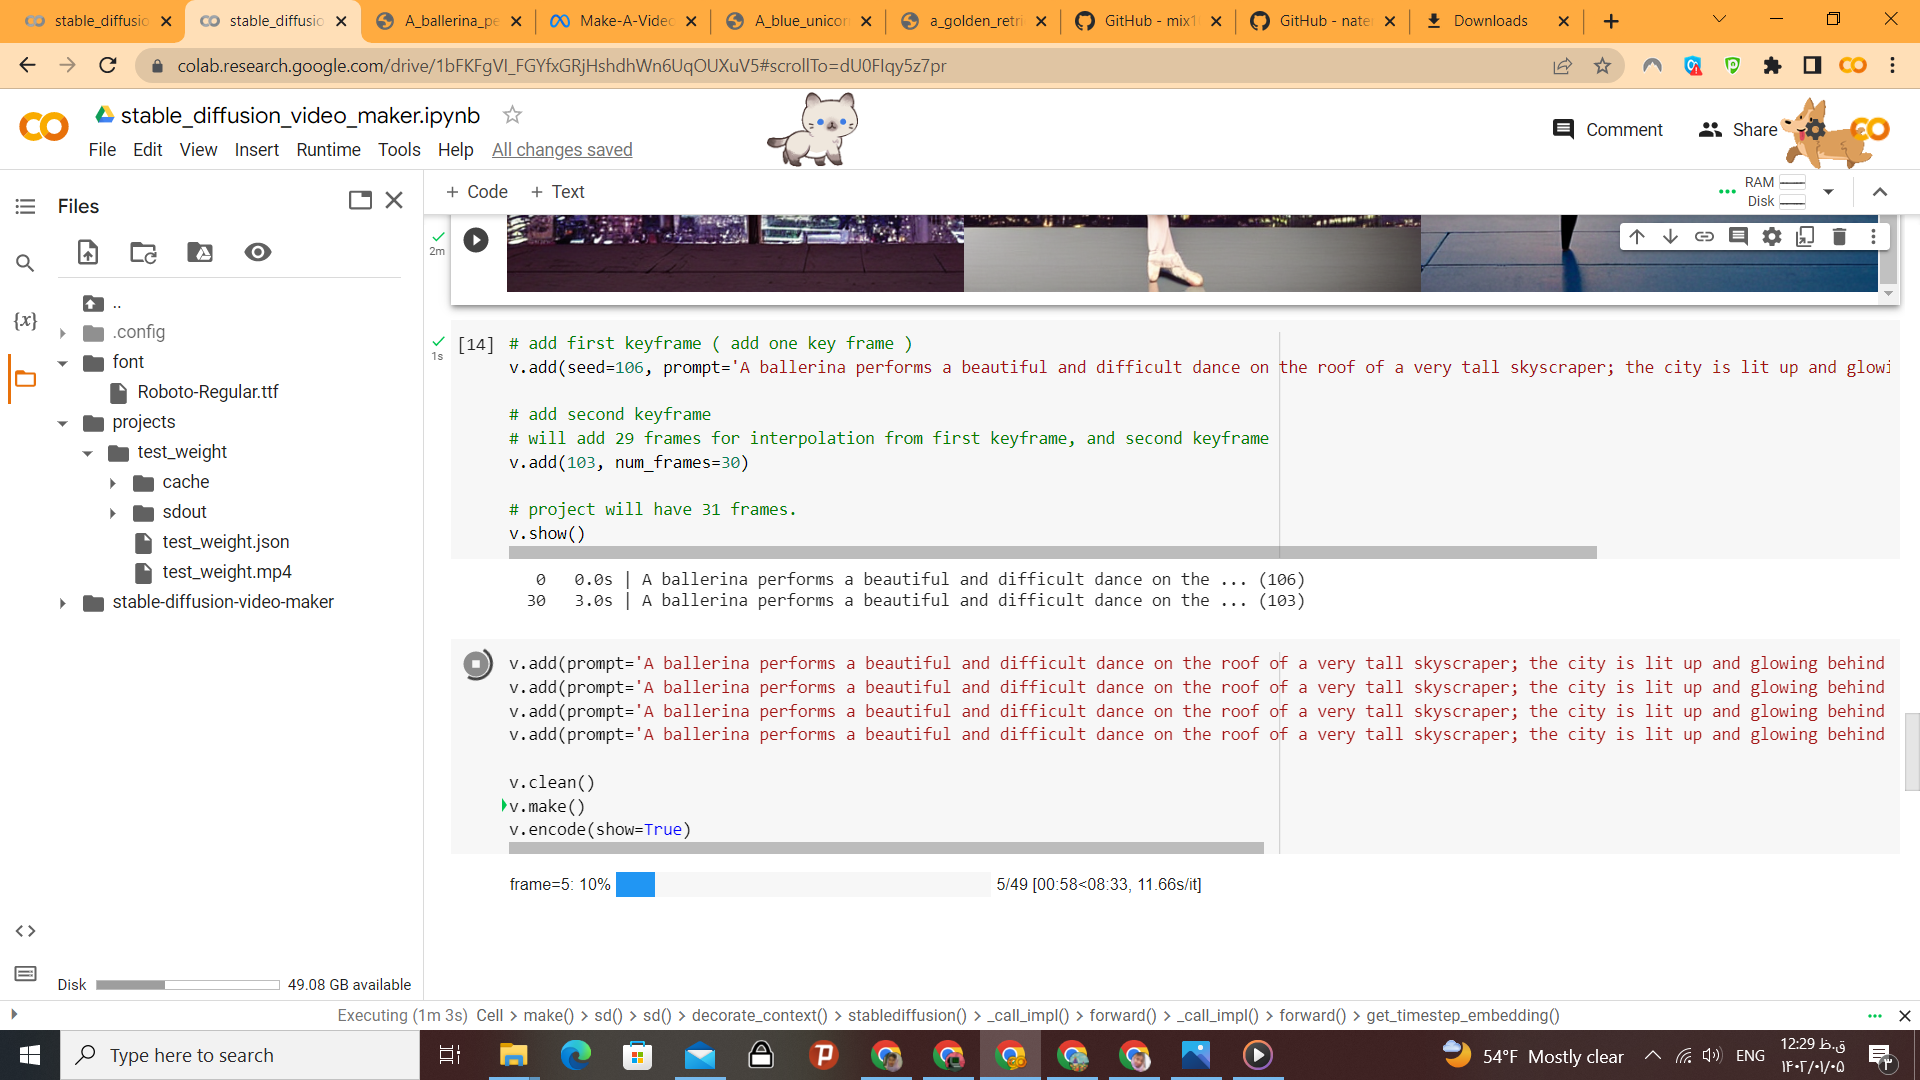 stable_diffusio
stable_diffusio
A_ballerina_pe
Make-A-Video
A_blue_unicor
a_golden_retri
GitHub - mix1
GitHub - nate
Downloads
colab.research.google.com/drive/1bFKFgVI_FGYfxGRjHshdhWn6UqOUXuV5#scrollTo=dU0FIqy5z7pr
stable_diffusion_video_maker.ipynb
File Edit View Insert Runtime Tools Help All changes saved
Comment
Share
Files
+ Code + Text
RAM
Disk
..
.config
font
Roboto-Regular.ttf
projects
test_weight
cache
sdout
test_weight.json
test_weight.mp4
stable-diffusion-video-maker
{x}
Disk 49.08 GB available
2m
1s
[14] # add first keyframe ( add one key frame )
v.add(seed=106, prompt='A ballerina performs a beautiful and difficult dance on the roof of a very tall skyscraper; the city is lit up and glowi
# add second keyframe
# will add 29 frames for interpolation from first keyframe, and second keyframe
v.add(103, num_frames=30)
# project will have 31 frames.
v.show()
0 0.0s | A ballerina performs a beautiful and difficult dance on the ... (106)
30 3.0s | A ballerina performs a beautiful and difficult dance on the ... (103)
v.add(prompt='A ballerina performs a beautiful and difficult dance on the roof of a very tall skyscraper; the city is lit up and glowing behind
v.add(prompt='A ballerina performs a beautiful and difficult dance on the roof of a very tall skyscraper; the city is lit up and glowing behind
v.add(prompt='A ballerina performs a beautiful and difficult dance on the roof of a very tall skyscraper; the city is lit up and glowing behind
v.add(prompt='A ballerina performs a beautiful and difficult dance on the roof of a very tall skyscraper; the city is lit up and glowing behind
v.clean()
v.make()
v.encode(show=True)
frame=5: 10% 5/49 [00:58<08:33, 11.66s/it]
Executing (1m 3s) Cell > make() > sd() > sd() > decorate_context() > stablediffusion() > _call_impl() > forward() > _call_impl() > forward() > get_timestep_embedding()
Type here to search
54°F Mostly clear
ENG
12:29 ق.ظ
۱۴۰۲/۰۱/۰۵
۳